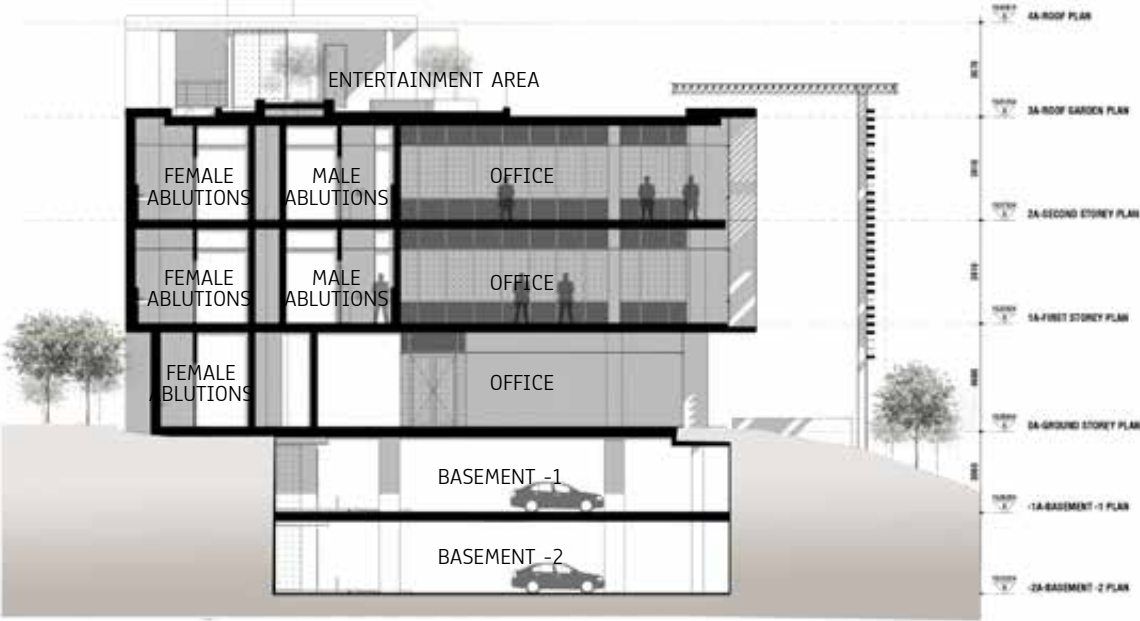 4A-ROOF PLAN
ENTERTAINMENT AREA
3A-ROOF GARDEN PLAN
FEMALE
ABLUTIONS
MALE
ABLUTIONS
OFFICE
2A-SECOND STOREY PLAN
FEMALE
ABLUTIONS
MALE
ABLUTIONS
OFFICE
1A-FIRST STOREY PLAN
FEMALE
ABLUTIONS
OFFICE
0A-GROUND STOREY PLAN
BASEMENT -1
-1A-BASEMENT -1 PLAN
BASEMENT -2
-2A-BASEMENT -2 PLAN